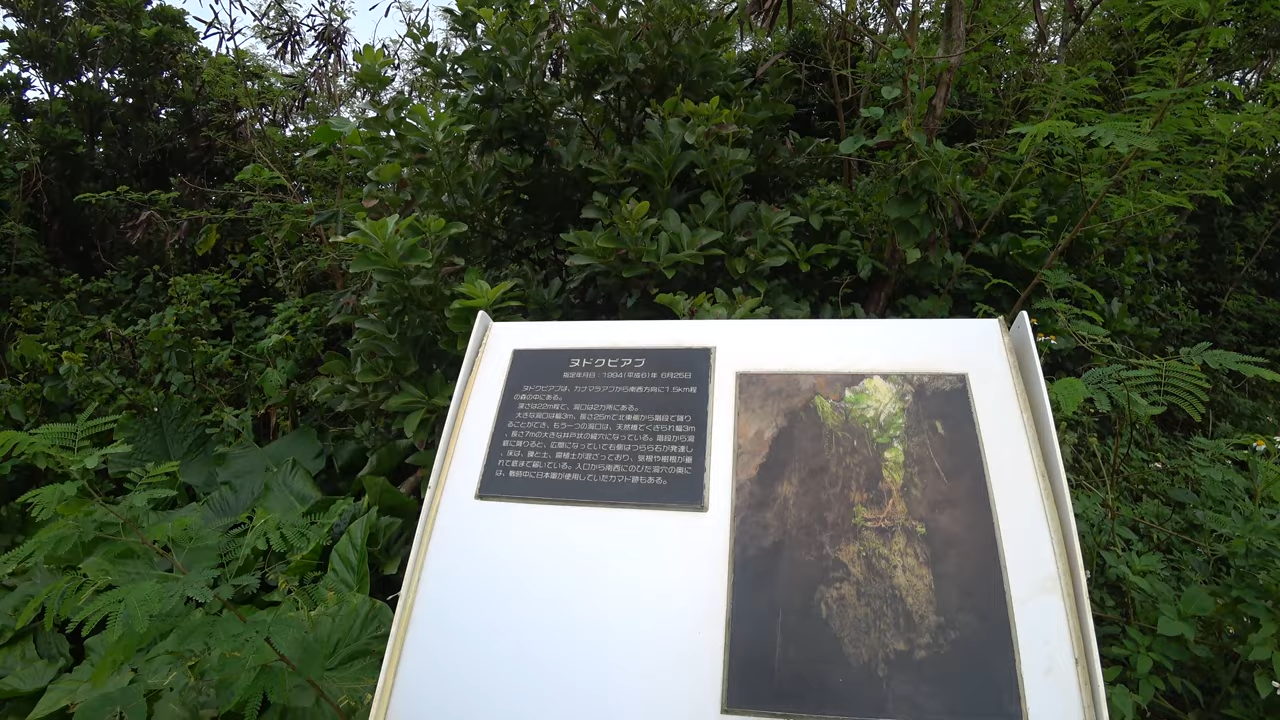 ヌドクビアブ
指定年月日:1994(平成6)年 6月25日
ヌドクビアブは、カナマラアブから南西方向に1.5km程
の森の中にある。
深さは22m程で、洞口は2カ所にある。
大きな洞口は幅3m、長さ25mで北東側から階段で降り
ることができ、もう一つの洞口は、天然橋でくぎられ幅3m
、長さ7mの大きな井戸状の縦穴になっている。階段から洞
底に降りると、広間になっていて右側はつらら石が発達し
、床は、礫と土、腐植土が混ざっており、気根や樹根が垂
れて底まで届いている。入口から南西にのびた洞穴の奥に
は、戦時中に日本軍が使用していたカマド跡もある。